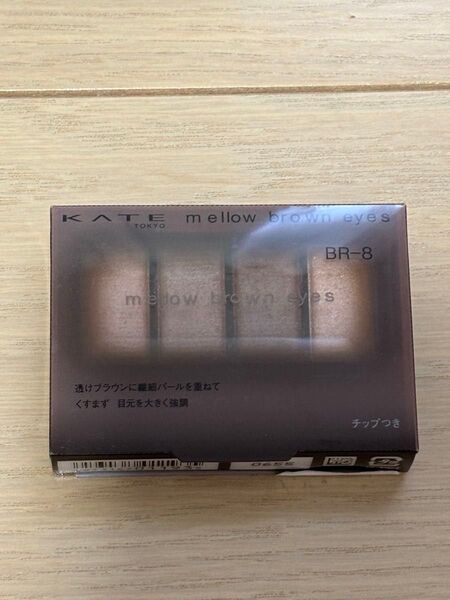 KATE mellow brown eyes
TOKYO
BR-8
mellow brown eyes
透けブラウンに繊細パールを重ねて
くすまず 目元を大きく強調
チップつき
0655